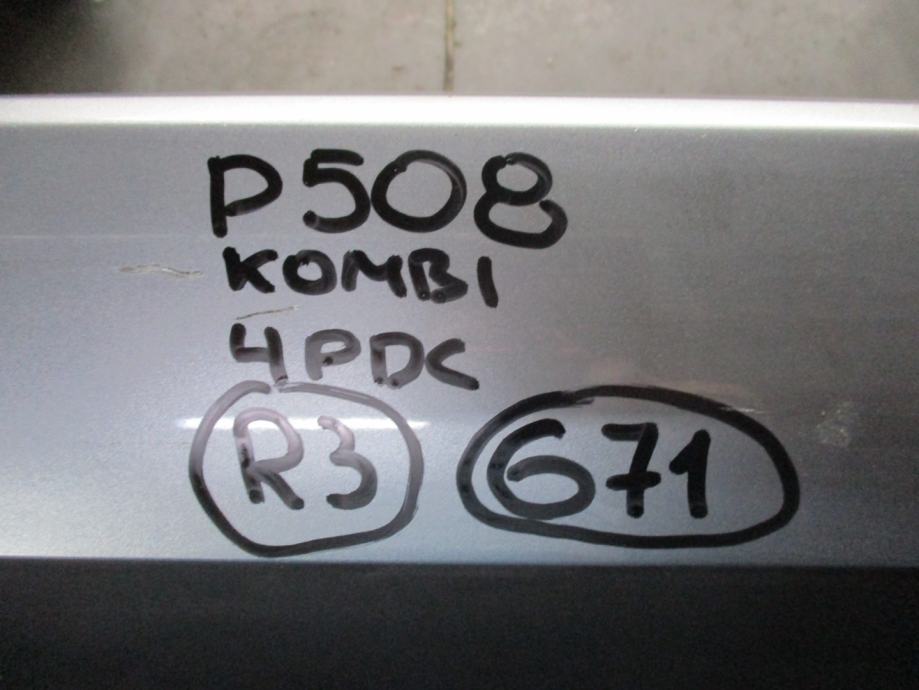 P508
KOMBI
4PDC
R3 671